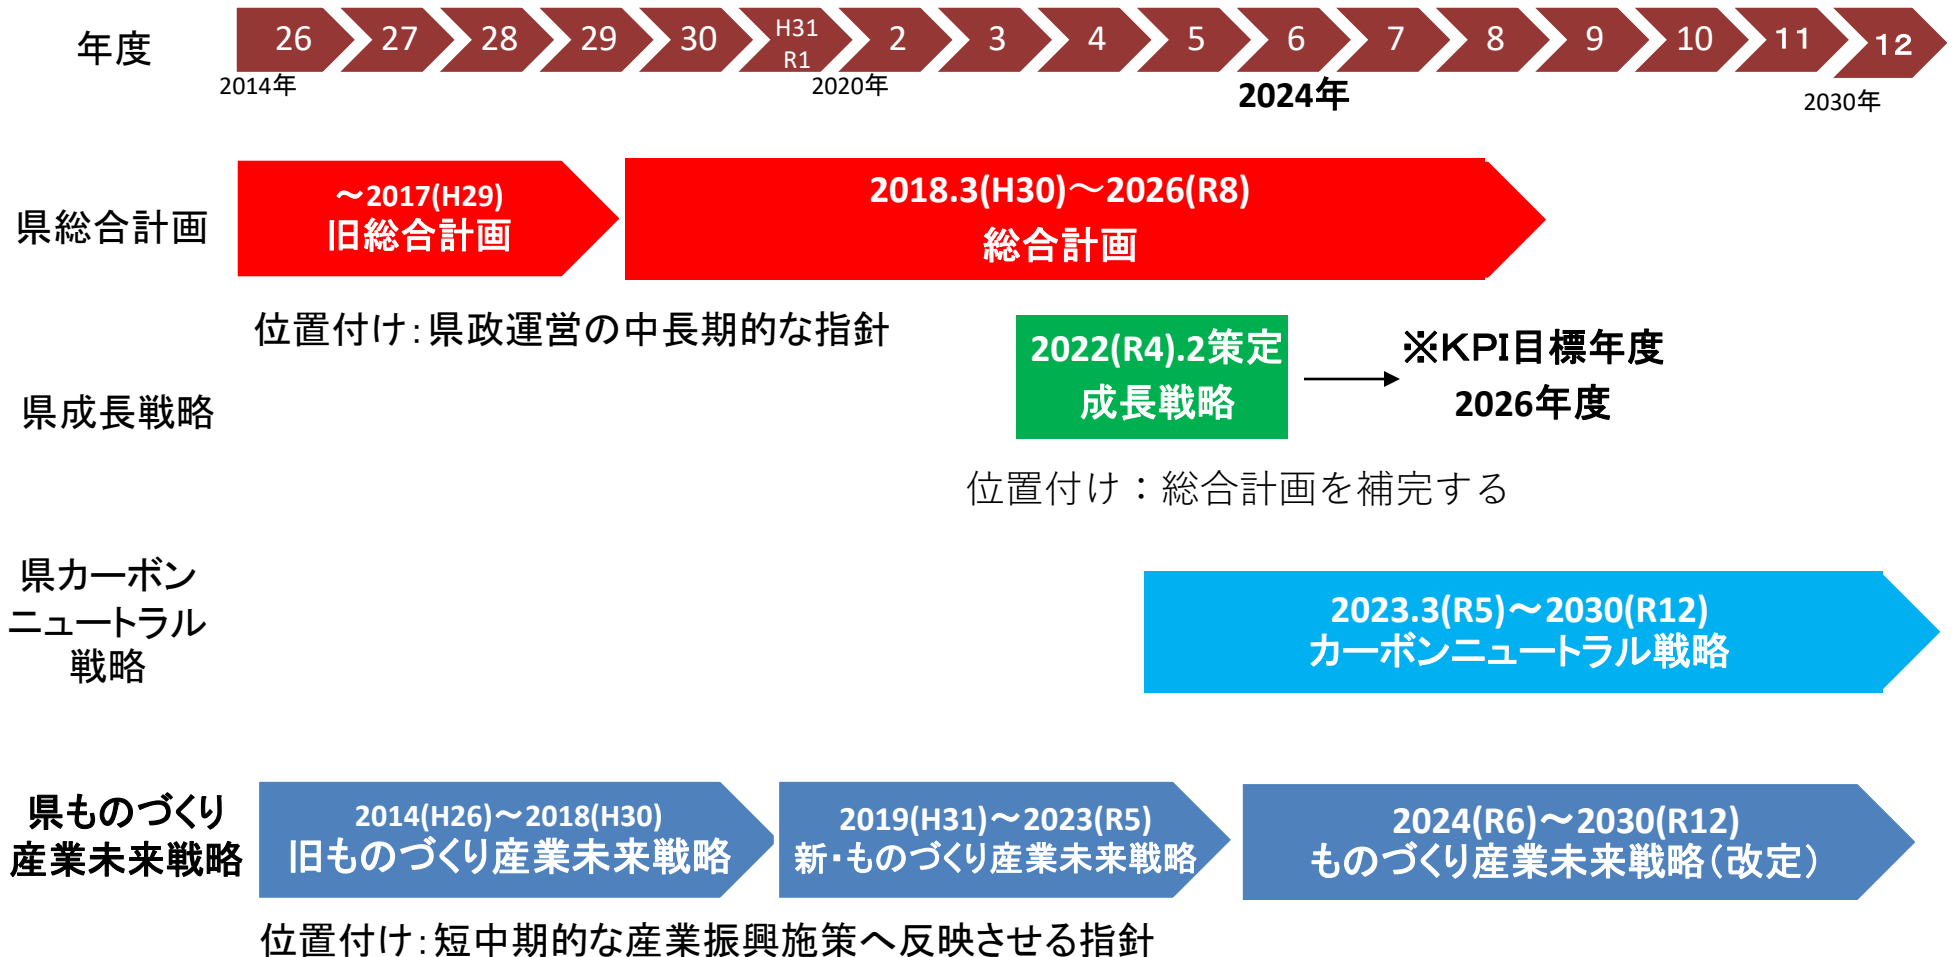 年度
26 27 28 29 30 H31 R1 2 3 4 5 6 7 8 9 10 11 12
2014年 2020年 2024年 2030年
県総合計画
～2017(H29)
旧総合計画
2018.3(H30)～2026(R8)
総合計画
位置付け：県政運営の中長期的な指針
県成長戦略
2022(R4).2策定
成長戦略
※KPI目標年度
2026年度
位置付け：総合計画を補完する
県カーボン
ニュートラル
戦略
2023.3(R5)～2030(R12)
カーボンニュートラル戦略
県ものづくり
産業未来戦略
2014(H26)～2018(H30)
旧ものづくり産業未来戦略
2019(H31)～2023(R5)
新・ものづくり産業未来戦略
2024(R6)～2030(R12)
ものづくり産業未来戦略（改定）
位置付け：短中期的な産業振興施策へ反映させる指針